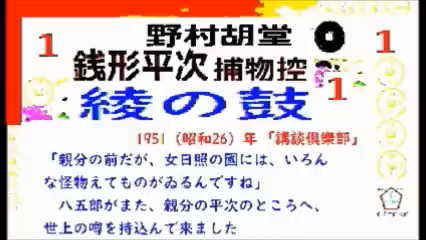 野村胡堂
銭形平次 捕物控
綾の鼓
1
1
1
1951（昭和26）年「講談倶樂部」
「親分の前だが、女日照の國には、いろん
な怪物えてものがゐるんですね」
八五郎がまた、親分の平次のところへ、
世上の噂を持込んで来ました